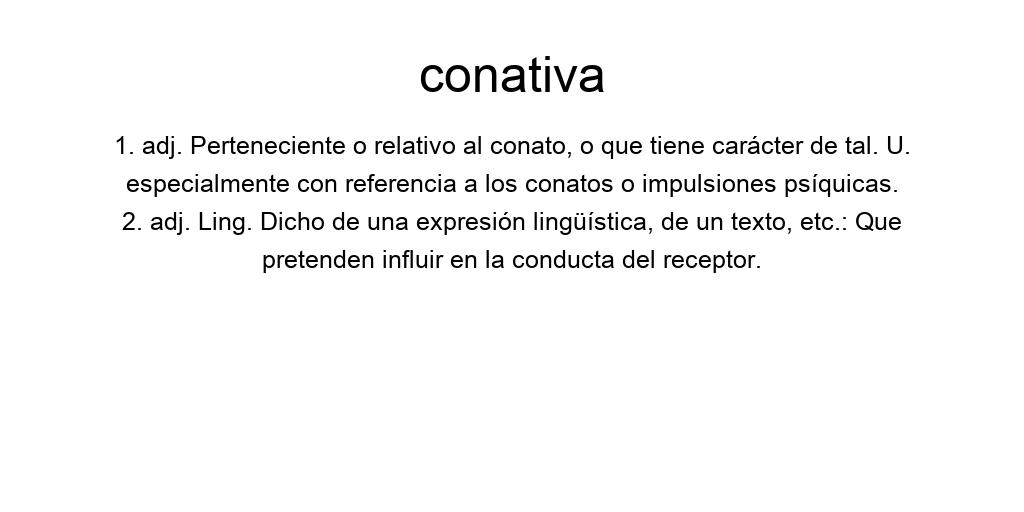 conativa
1. adj. Perteneciente o relativo al conato, o que tiene carácter de tal. U.
especialmente con referencia a los conatos o impulsiones psíquicas.
2. adj. Ling. Dicho de una expresión lingüística, de un texto, etc.: Que
pretenden influir en la conducta del receptor.